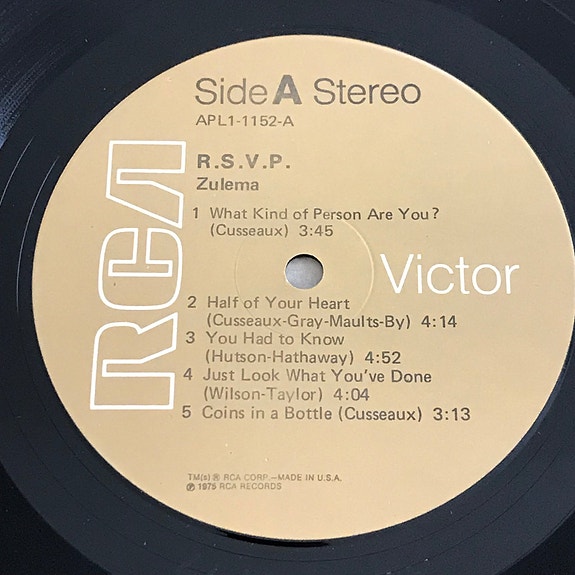 Side A Stereo
APL1-1152-A
R.S.V.P.
Zulema
1 What Kind of Person Are You?
(Cusseaux) 3:45
RCA
Victor
2 Half of Your Heart
(Cusseaux-Gray-Maults-By) 4:14
3 You Had to Know
(Hutson-Hathaway) 4:52
4 Just Look What You've Done
(Wilson-Taylor) 4:04
5 Coins in a Bottle (Cusseaux) 3:13
TM(s) ® RCA CORP.—MADE IN U.S.A.
℗ 1975 RCA RECORDS